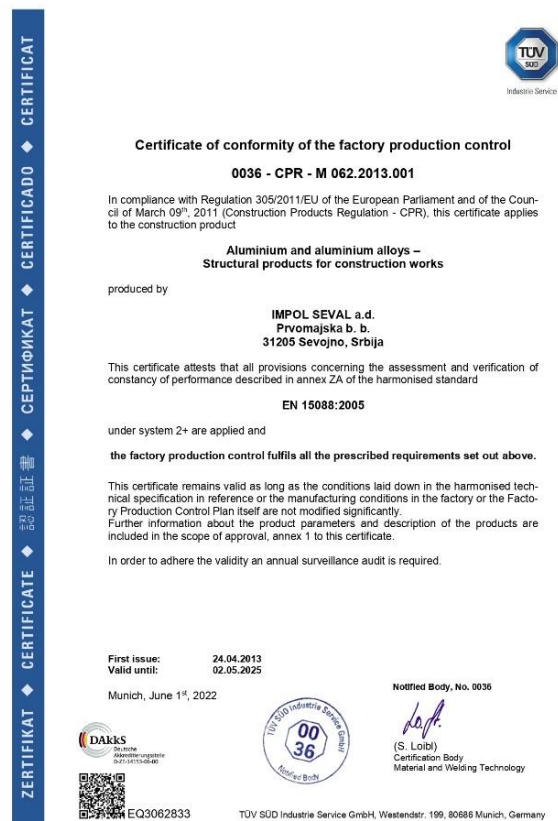 ZERTIFIKAT ◆ CERTIFICATE ◆ 認証証書 ◆ СЕРТИФИКАТ ◆ CERTIFICADO ◆ CERTIFICAT
TÜV
SÜD
Industrie Service
Certificate of conformity of the factory production control
0036 - CPR - M 062.2013.001
In compliance with Regulation 305/2011/EU of the European Parliament and of the Coun-
cil of March 09th, 2011 (Construction Products Regulation - CPR), this certificate applies
to the construction product
Aluminium and aluminium alloys –
Structural products for construction works
produced by
IMPOL SEVAL a.d.
Prvomajska b. b.
31205 Sevojno, Srbija
This certificate attests that all provisions concerning the assessment and verification of
constancy of performance described in annex ZA of the harmonised standard
EN 15088:2005
under system 2+ are applied and
the factory production control fulfils all the prescribed requirements set out above.
This certificate remains valid as long as the conditions laid down in the harmonised tech-
nical specification in reference or the manufacturing conditions in the factory or the Facto-
ry Production Control Plan itself are not modified significantly.
Further information about the product parameters and description of the products are
included in the scope of approval, annex 1 to this certificate.
In order to adhere the validity an annual surveillance audit is required.
First issue: 24.04.2013
Valid until: 02.05.2025
Munich, June 1st, 2022
Notified Body, No. 0036
DAkkS
Deutsche
Akkreditierungsstelle
D-ZE-14153-06-00
TÜV SÜD Industrie Service GmbH
00
36
Notified Body
(S. Loibl)
Certification Body
Material and Welding Technology
EQ3062833
TÜV SÜD Industrie Service GmbH, Westendstr. 199, 80686 Munich, Germany